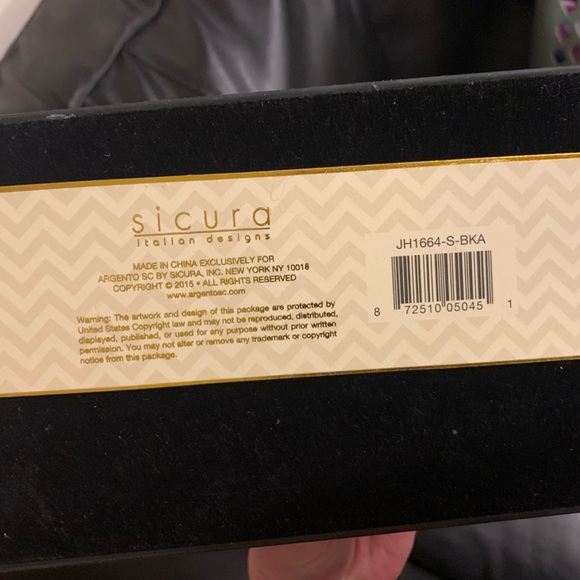 sicura
italian designs
MADE IN CHINA EXCLUSIVELY FOR
ARGENTO SC BY SICURA, INC. NEW YORK NY 10018
COPYRIGHT © 2015 • ALL RIGHTS RESERVED
www.argentosc.com
Warning: The artwork and design of this package are protected by
United States Copyright law and may not be reproduced, distributed,
displayed, published, or used for any purpose without prior written
permission. You may not alter or remove any trademark or copyright
notice from this package.
JH1664-S-BKA
8 72510 05045 1